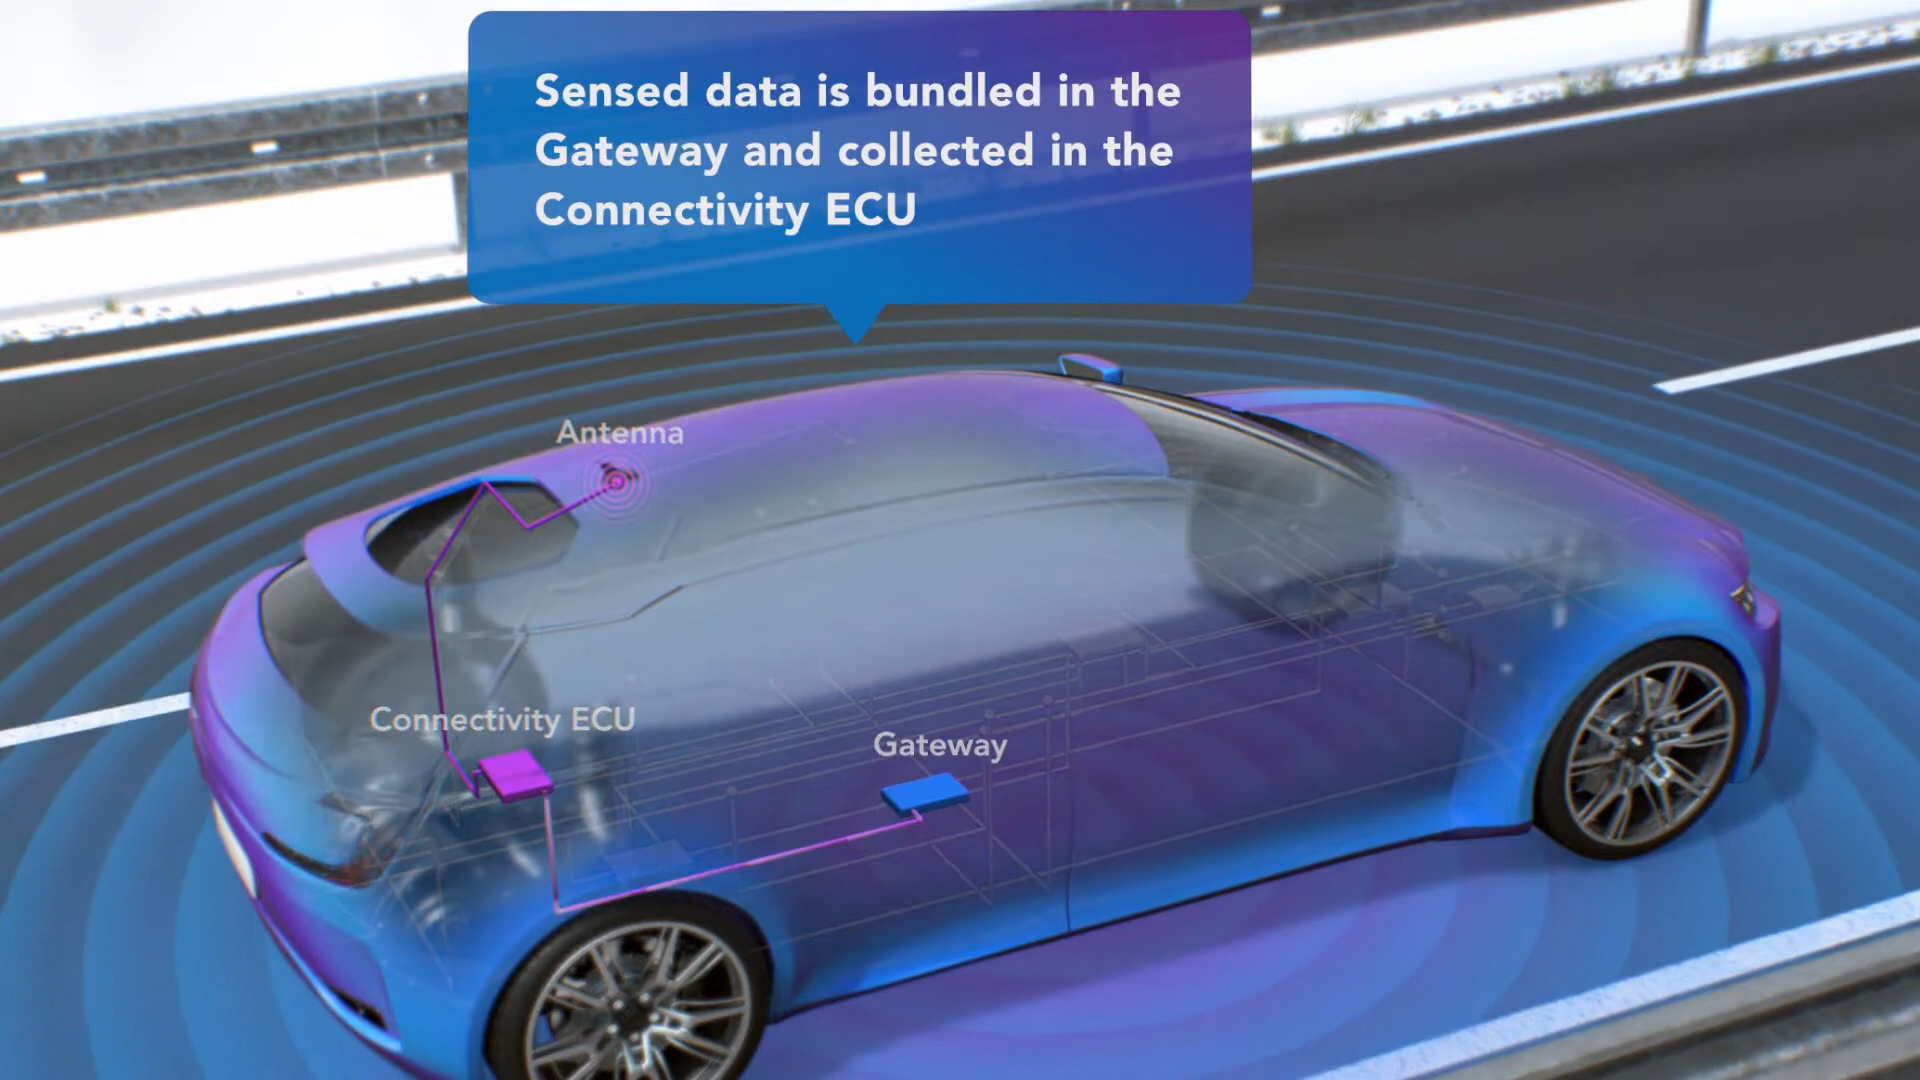 Sensed data is bundled in the
Gateway and collected in the
Connectivity ECU
Antenna
Connectivity ECU
Gateway